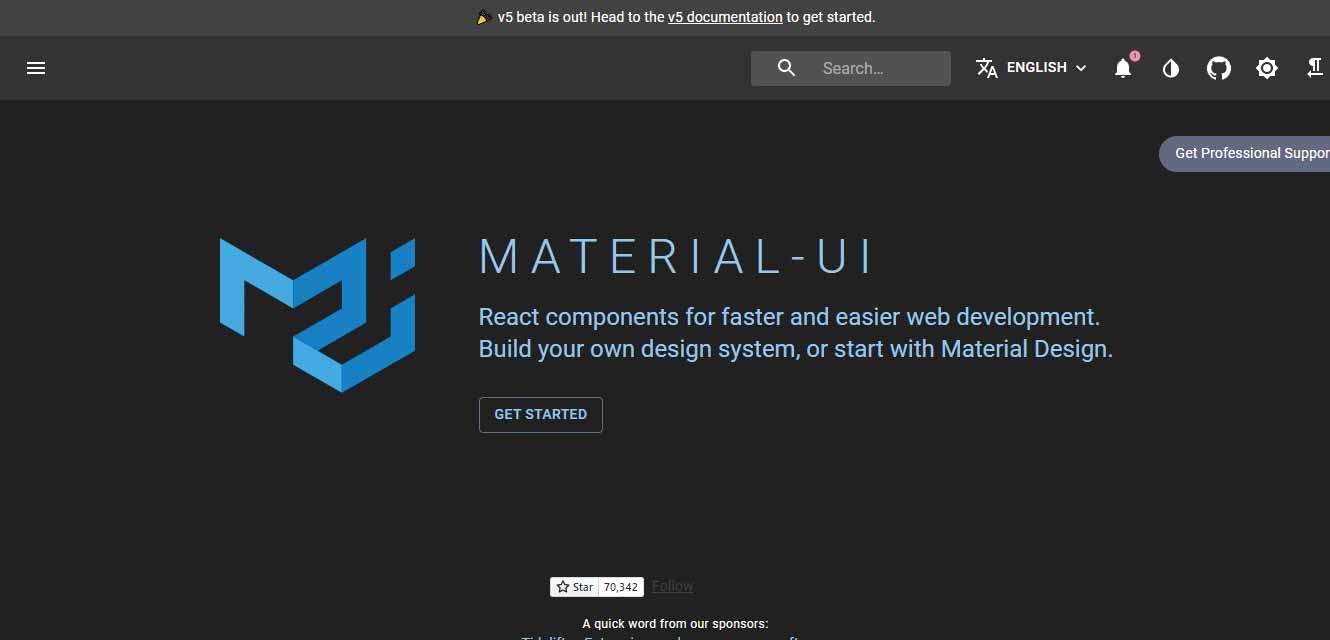 v5 beta is out! Head to the v5 documentation to get started.
Search…
ENGLISH
1
Get Professional Suppor
MATERIAL-UI
React components for faster and easier web development.
Build your own design system, or start with Material Design.
GET STARTED
Star 70,342 Follow
A quick word from our sponsors: